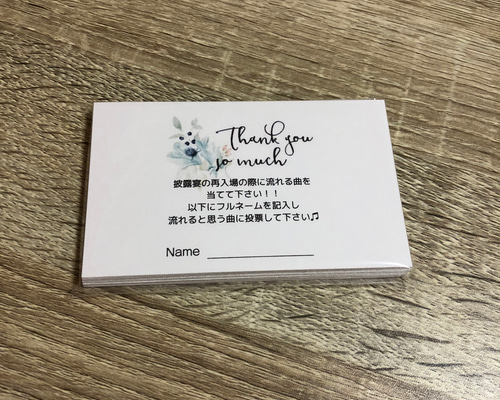 Thank you
so much
披露宴の再入場の際に流れる曲を
当てて下さい！！
以下にフルネームを記入し
流れると思う曲に投票して下さい♫
Name